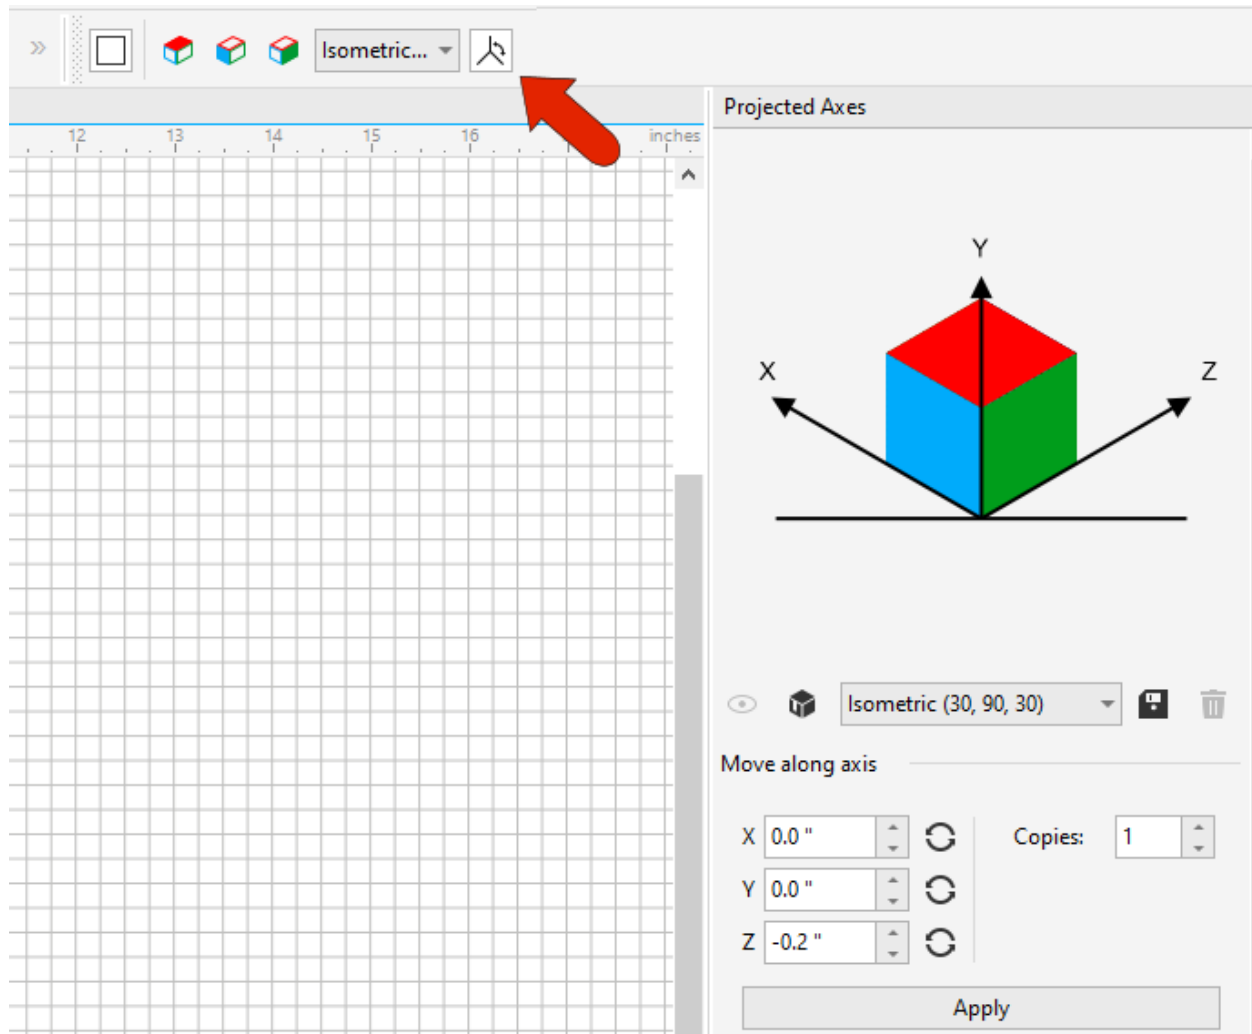 »
Isometric...
Projected Axes
12 13 14 15 16 inches
Y
X
Z
Isometric (30, 90, 30)
Move along axis
X 0.0 " Copies: 1
Y 0.0 "
Z -0.2 "
Apply